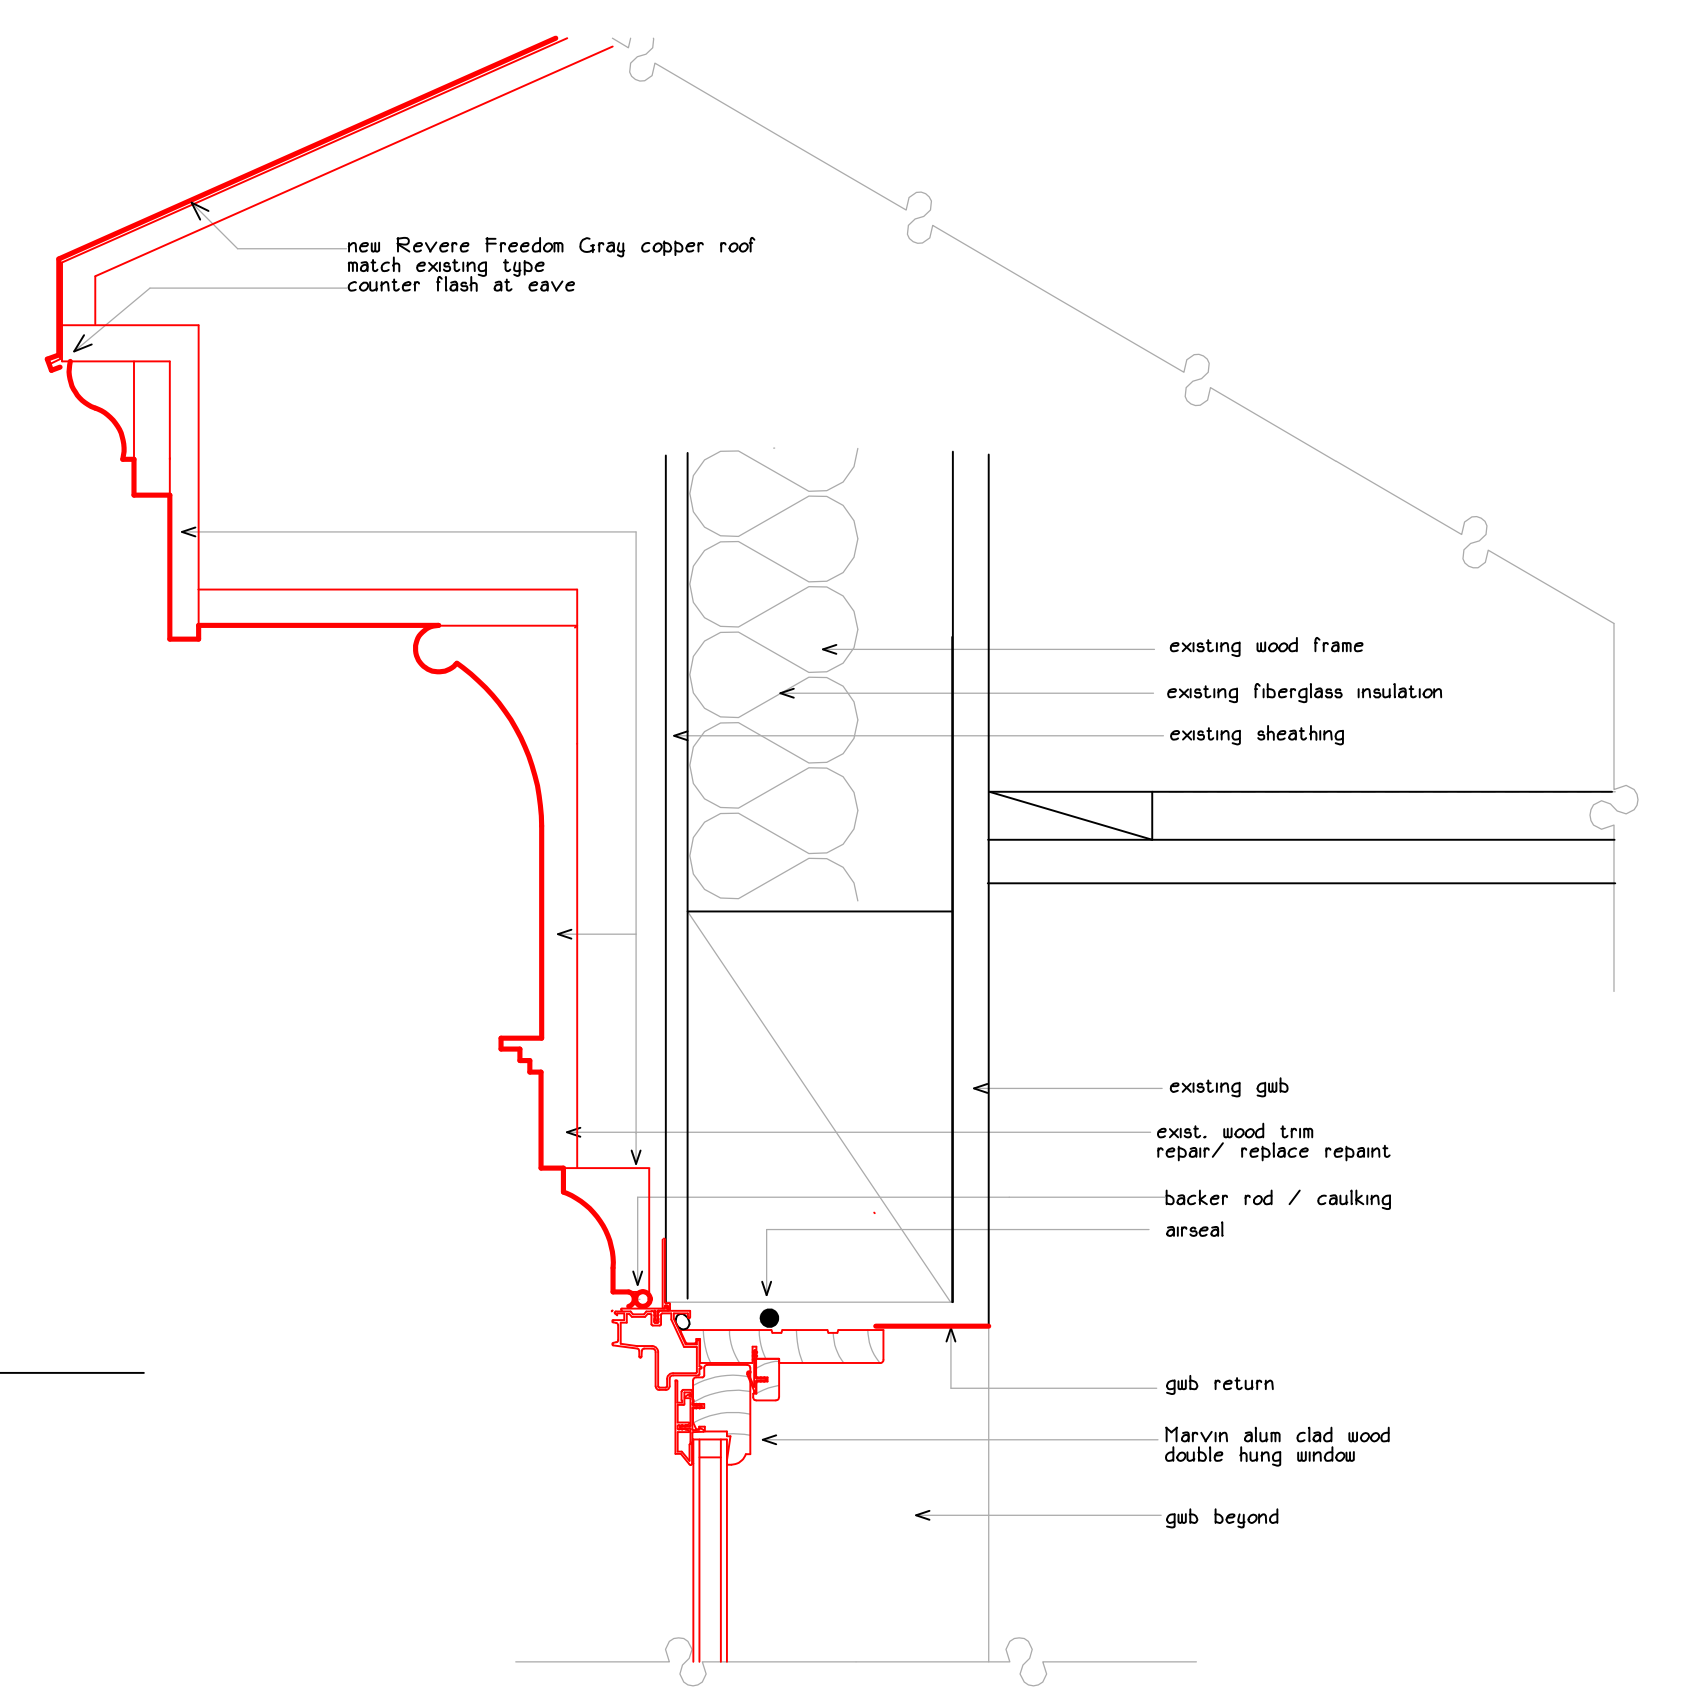 new Revere Freedom Gray copper roof
match existing type
counter flash at eave
existing wood frame
existing fiberglass insulation
existing sheathing
existing gwb
exist. wood trim
repair/ replace repaint
backer rod / caulking
airseal
gwb return
Marvin alum clad wood
double hung window
gwb beyond